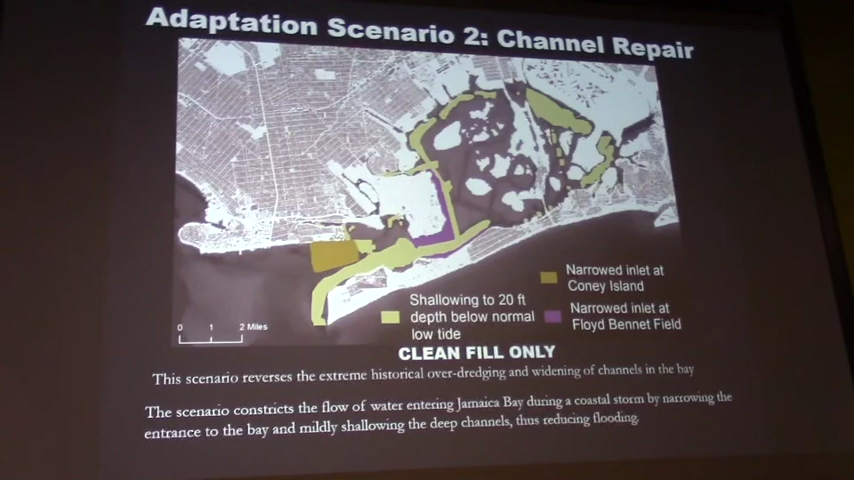 Adaptation Scenario 2: Channel Repair
Narrowed inlet at
Coney Island
Shallowing to 20 ft
depth below normal
low tide
Narrowed inlet at
Floyd Bennet Field
0 1 2 Miles
CLEAN FILL ONLY
This scenario reverses the extreme historical over-dredging and widening of channels in the bay
The scenario constricts the flow of water entering Jamaica Bay during a coastal storm by narrowing the
entrance to the bay and mildly shallowing the deep channels, thus reducing flooding.